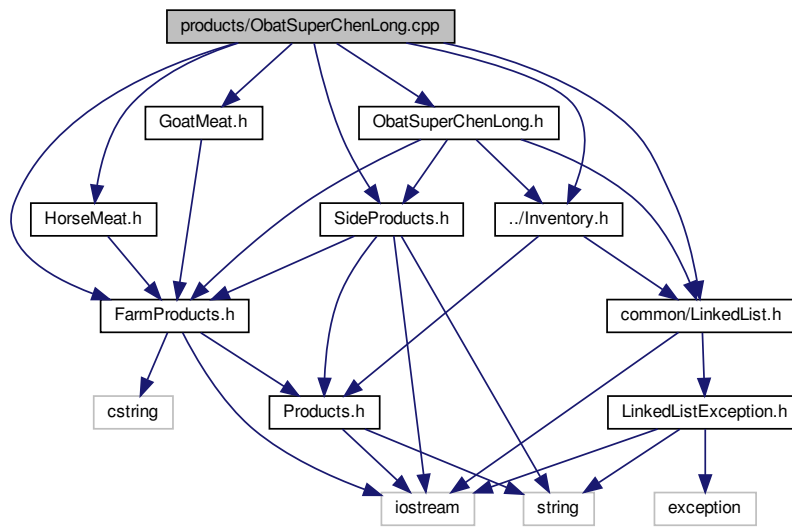 products/ObatSuperChenLong.cpp
GoatMeat.h
ObatSuperChenLong.h
HorseMeat.h
SideProducts.h
../Inventory.h
FarmProducts.h
common/LinkedList.h
cstring
Products.h
LinkedListException.h
iostream
string
exception